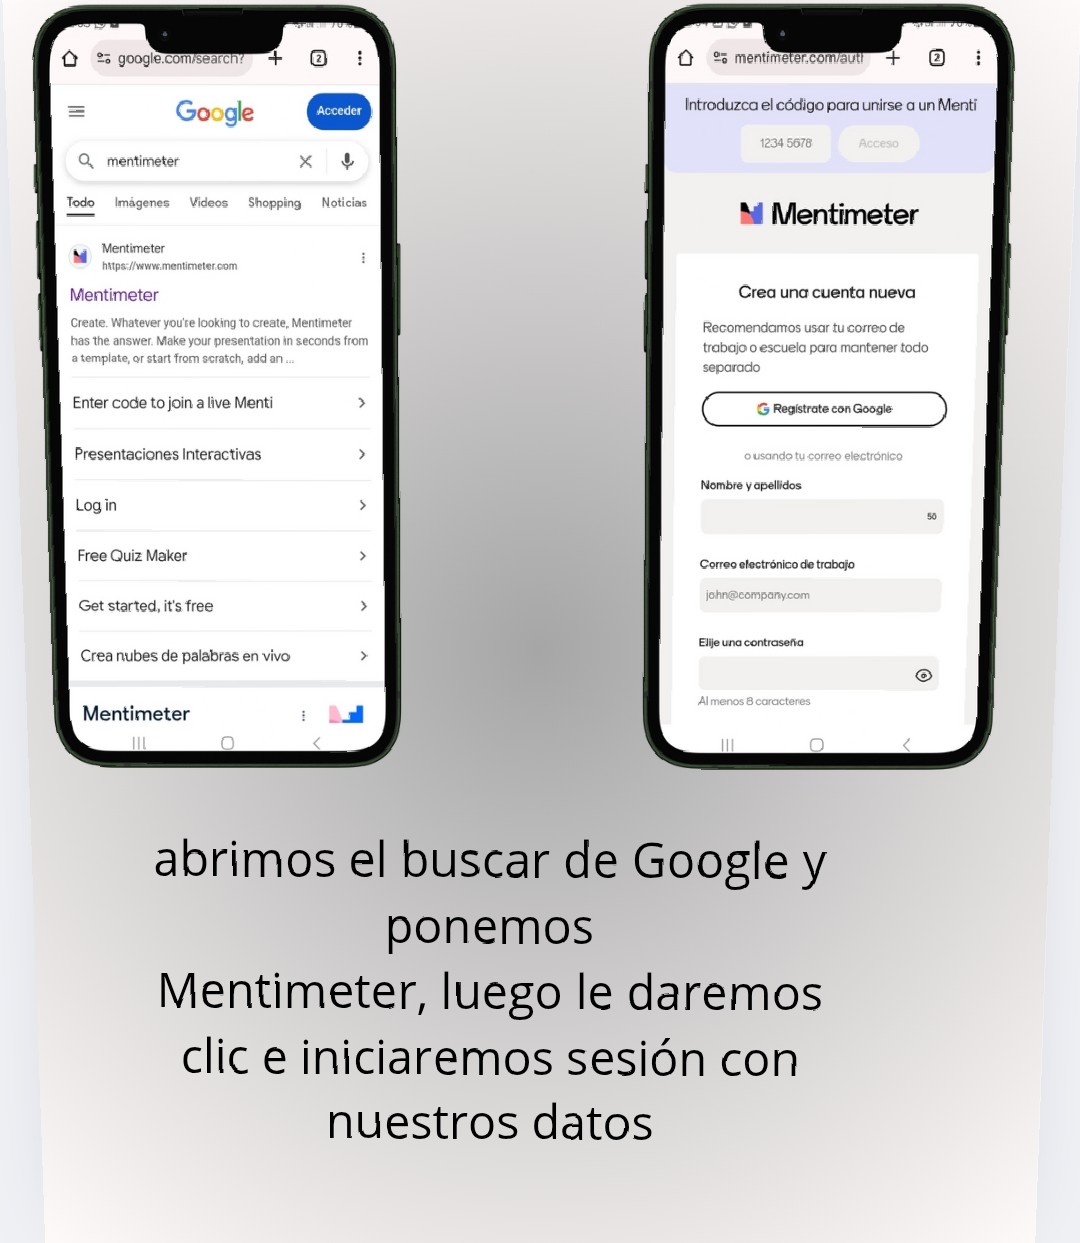 google.com/search?
2
Google
Acceder
mentimeter
Todo
Imágenes
Videos
Shopping
Noticias
Mentimeter
https://www.mentimeter.com
Mentimeter
Create. Whatever you're looking to create, Mentimeter
has the answer. Make your presentation in seconds from
a template, or start from scratch, add an ...
Enter code to join a live Menti
Presentaciones Interactivas
Log in
Free Quiz Maker
Get started, it's free
Crea nubes de palabras en vivo
Mentimeter
mentimeter.com/aut
2
Introduzca el código para unirse a un Menti
1234 5678
Acceso
Mentimeter
Crea una cuenta nueva
Recomendamos usar tu correo de
trabajo o escuela para mantener todo
separado
Regístrate con Google
o usando tu correo electrónico
Nombre y apellidos
50
Correo electrónico de trabajo
john@company.com
Elije una contraseña
Al menos 8 caracteres
abrimos el buscar de Google y
ponemos
Mentimeter, luego le daremos
clic e iniciaremos sesión con
nuestros datos